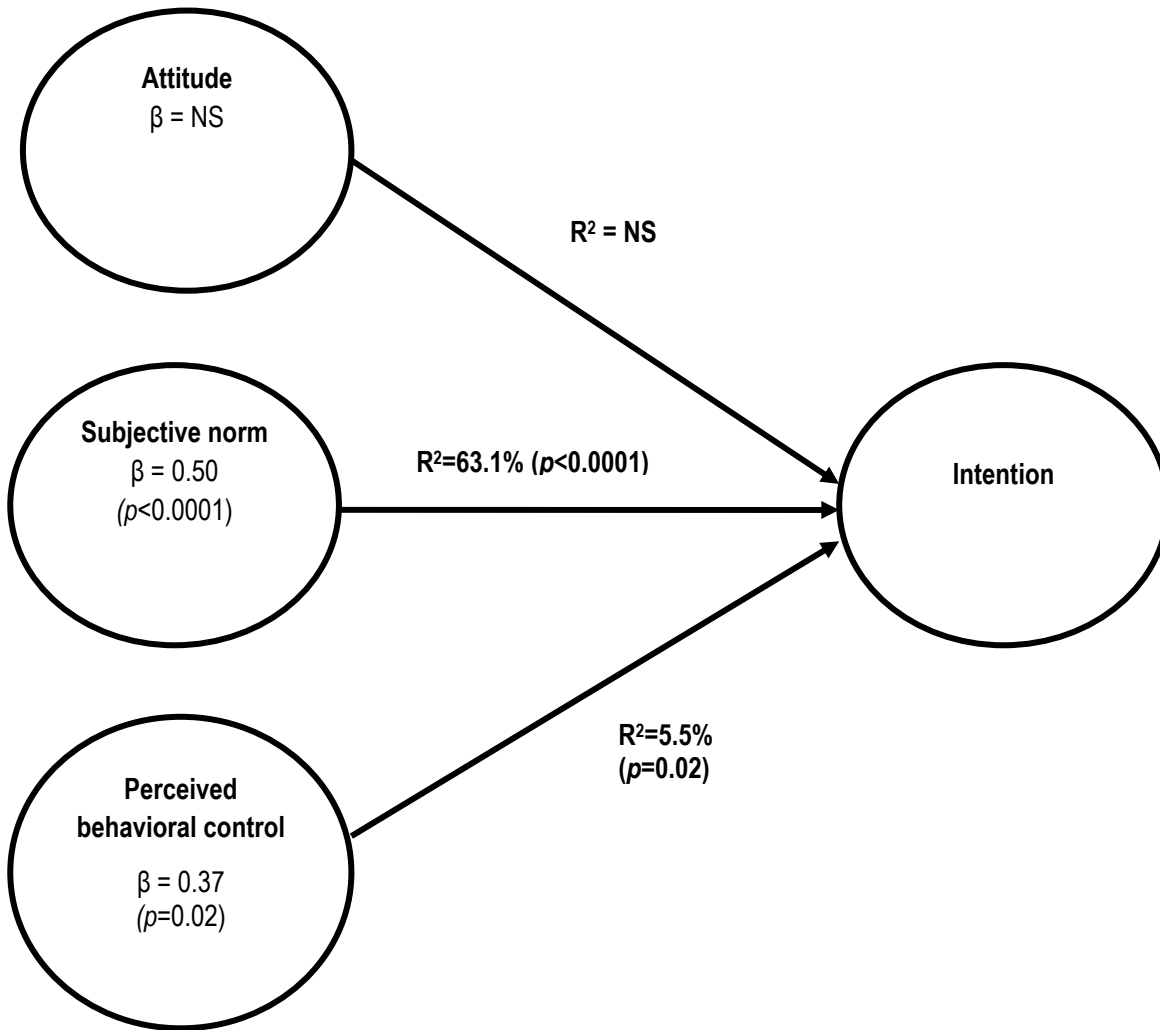 Attitude
β = NS
R² = NS
Subjective norm
β = 0.50
(p<0.0001)
R²=63.1% (p<0.0001)
Intention
Perceived
behavioral control
β = 0.37
(p=0.02)
R²=5.5%
(p=0.02)